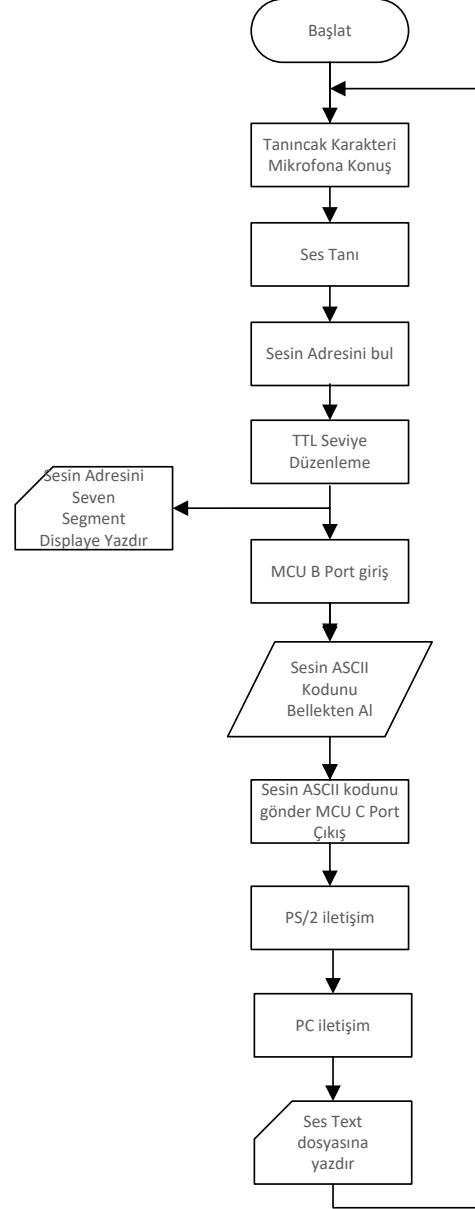 Başlat
Tanıncak Karakteri
Mikrofona Konuş
Ses Tanı
Sesin Adresini bul
TTL Seviye
Düzenleme
Sesin Adresini
Seven
Segment
Displaye Yazdır
MCU B Port giriş
Sesin ASCII
Kodunu
Bellekten Al
Sesin ASCII kodunu
gönder MCU C Port
Çıkış
PS/2 iletişim
PC iletişim
Ses Text
dosyasına
yazdır